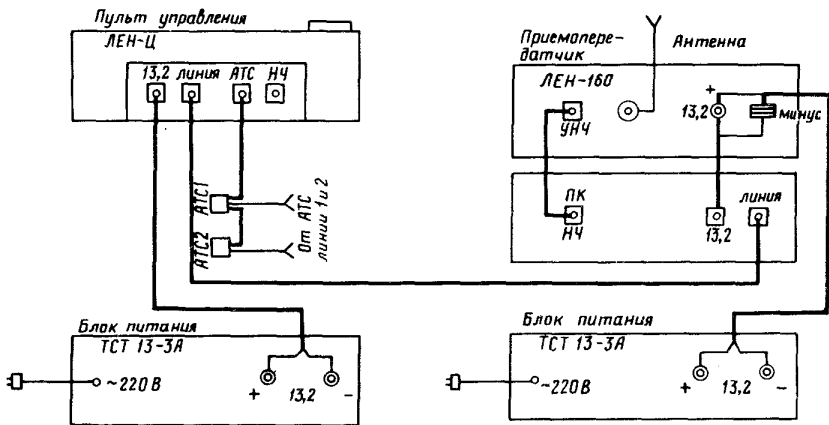 Пульт управления
ЛЕН-Ц
13,2 линия АТС НЧ
АТС1
АТС2
От АТС
линии 1 и 2
Приемопере-
датчик
Антенна
ЛЕН-160
УНЧ
+
13,2
минус
ПК
НЧ
13,2
линия
Блок питания
ТСТ 13-3А
~220В
+ 13,2 -
Блок питания
ТСТ 13-3А
~220В
+ 13,2 -